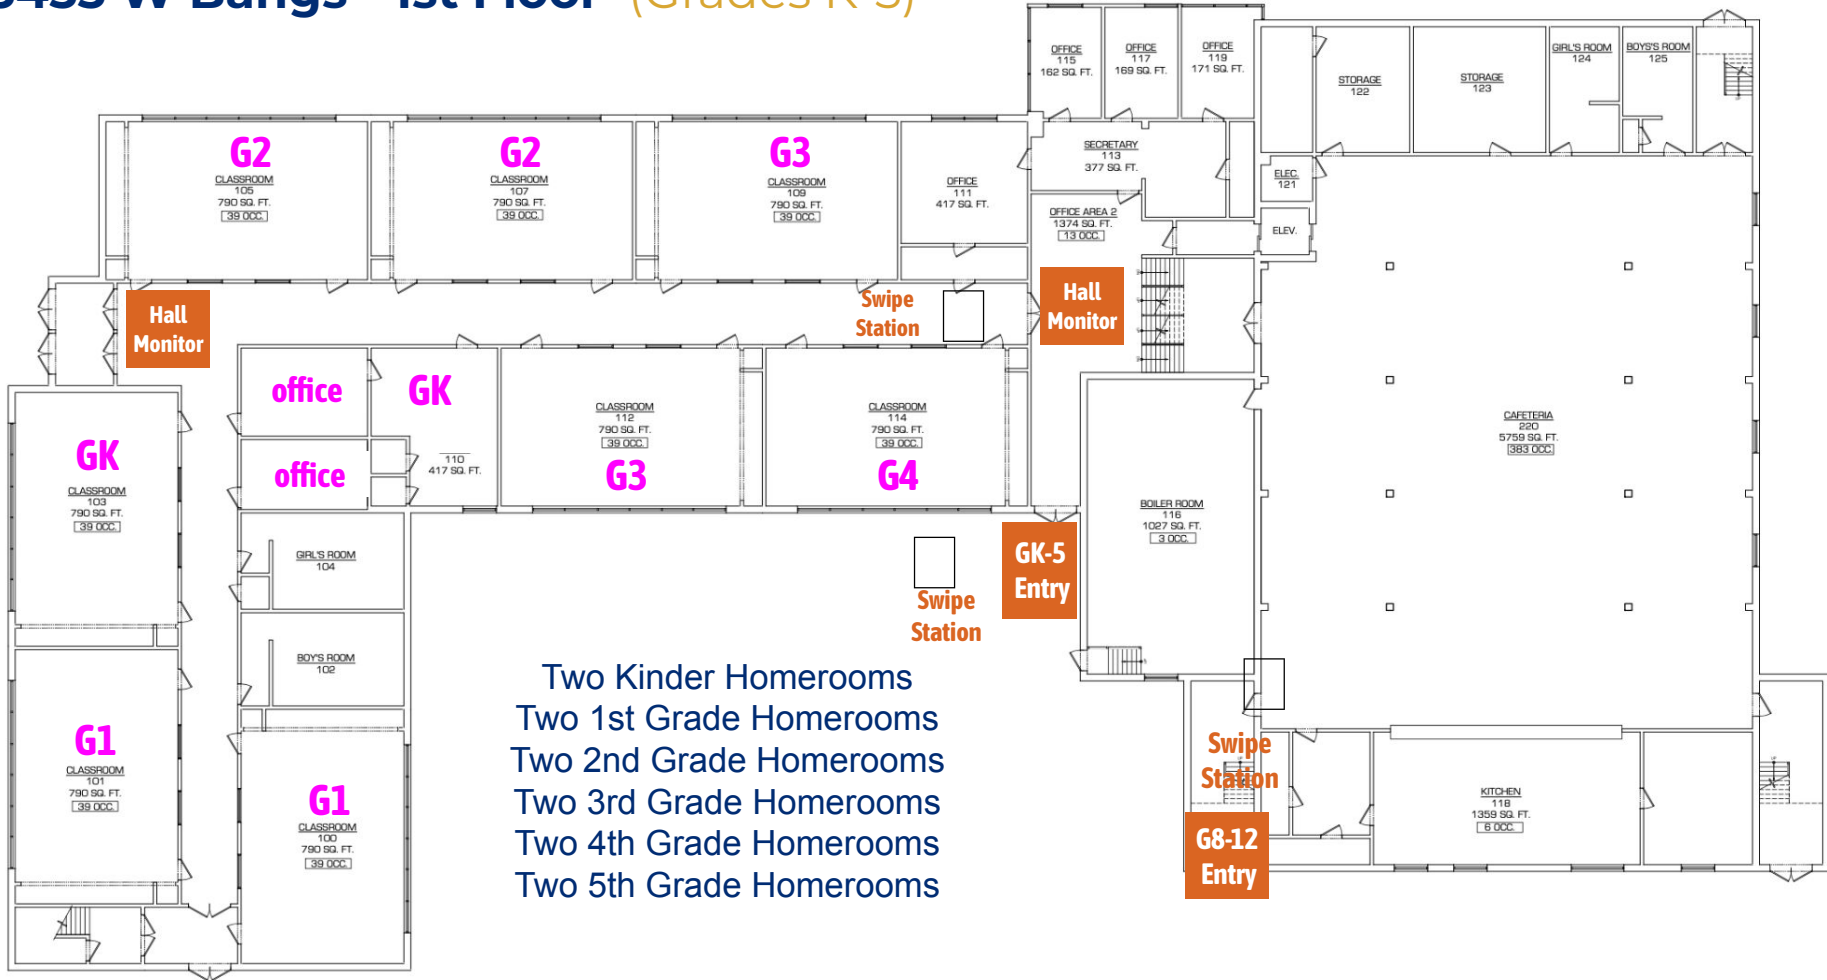 W Bangs - 1st Floor (Grades K-5)
OFFICE
115
162 SQ. FT.
OFFICE
117
169 SQ. FT.
OFFICE
119
171 SQ. FT.
STORAGE
122
STORAGE
123
GIRL'S ROOM
124
BOYS'S ROOM
125
G2
CLASSROOM
105
790 SQ. FT.
39 OCC.
G2
CLASSROOM
107
790 SQ. FT.
39 OCC.
G3
CLASSROOM
109
790 SQ. FT.
39 OCC.
OFFICE
111
417 SQ. FT.
SECRETARY
113
377 SQ. FT.
OFFICE AREA 2
1374 SQ. FT.
13 OCC.
ELEC.
121
ELEV.
Hall
Monitor
Swipe
Station
Hall
Monitor
office
GK
110
417 SQ. FT.
office
CLASSROOM
112
790 SQ. FT.
39 OCC.
G3
CLASSROOM
114
790 SQ. FT.
39 OCC.
G4
CAFETERIA
220
5759 SQ. FT.
383 OCC.
GK
CLASSROOM
103
790 SQ. FT.
39 OCC.
BOILER ROOM
116
1027 SQ. FT.
3 OCC.
GIRL'S ROOM
104
GK-5
Entry
Swipe
Station
BOY'S ROOM
102
Two Kinder Homerooms
Two 1st Grade Homerooms
Two 2nd Grade Homerooms
Two 3rd Grade Homerooms
Two 4th Grade Homerooms
Two 5th Grade Homerooms
G1
CLASSROOM
101
790 SQ. FT.
39 OCC.
G1
CLASSROOM
100
790 SQ. FT.
39 OCC.
Swipe
Station
KITCHEN
118
1359 SQ. FT.
6 OCC.
G8-12
Entry